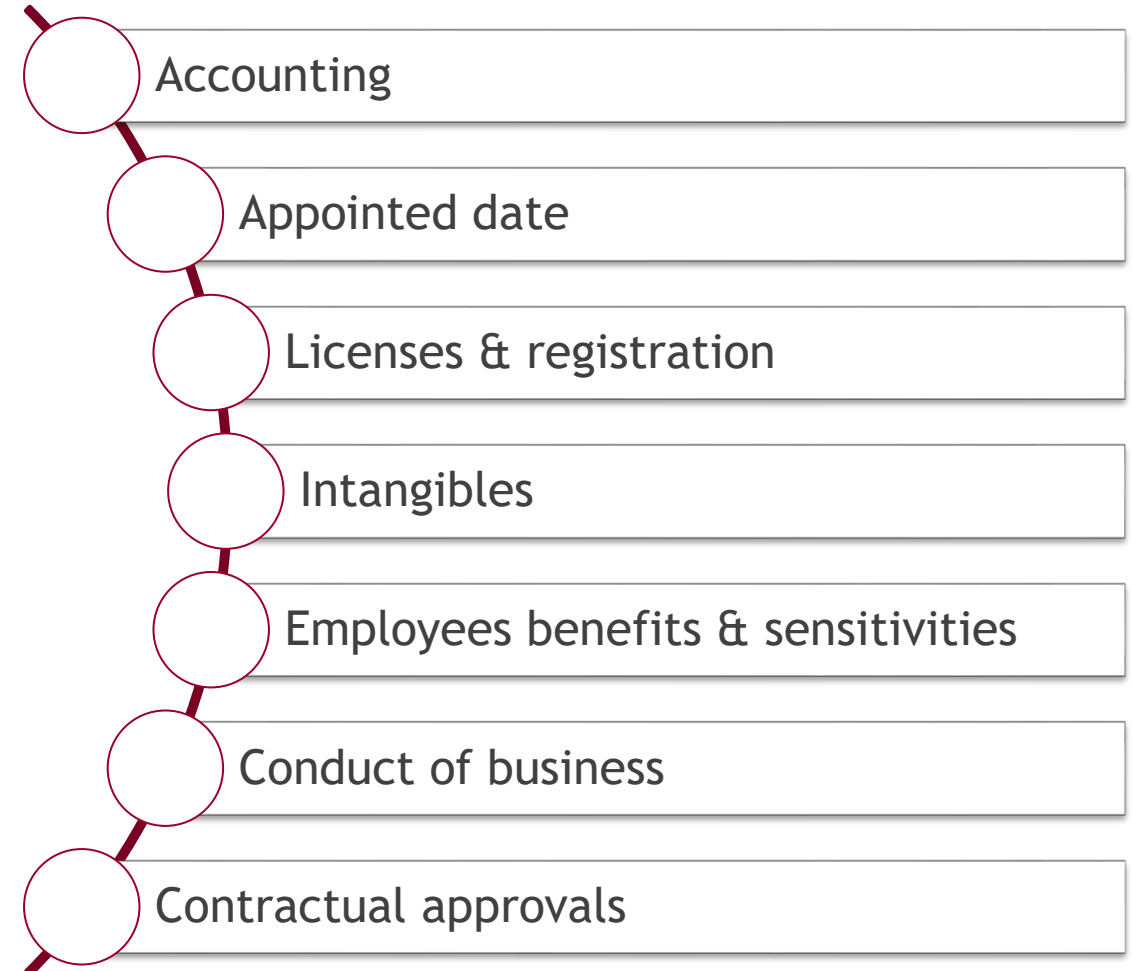 Accounting
Appointed date
Licenses & registration
Intangibles
Employees benefits & sensitivities
Conduct of business
Contractual approvals